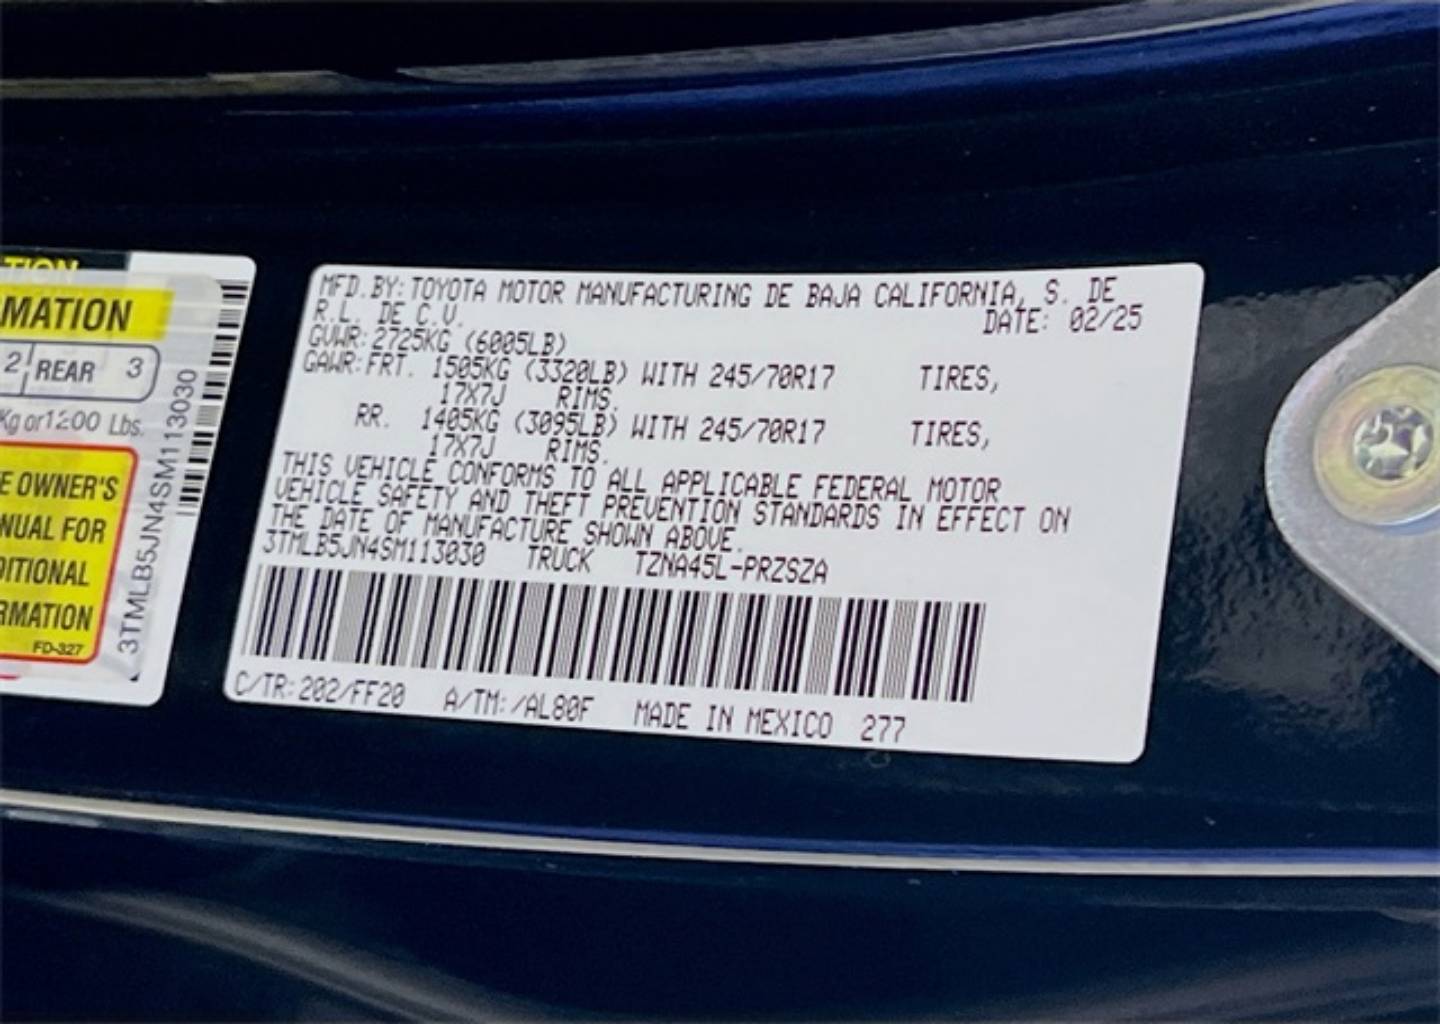 TION
RMATION
2 REAR 3
Kg or 1200 Lbs.
E OWNER'S
NUAL FOR
DITIONAL
RMATION
FD-327
3TMLB5JN4SM113030
MFD.BY:TOYOTA MOTOR MANUFACTURING DE BAJA CALIFORNIA, S. DE
R.L. DE C.V. DATE: 02/25
GVWR:2725KG (6005LB)
GAWR:FRT. 1505KG (3320LB) WITH 245/70R17 TIRES,
17X7J RIMS,
RR. 1405KG (3095LB) WITH 245/70R17 TIRES,
17X7J RIMS.
THIS VEHICLE CONFORMS TO ALL APPLICABLE FEDERAL MOTOR
VEHICLE SAFETY AND THEFT PREVENTION STANDARDS IN EFFECT ON
THE DATE OF MANUFACTURE SHOWN ABOVE.
3TMLB5JN4SM113030 TRUCK TZNA45L-PRZSZA
C/TR:202/FF20 A/TM:/AL80F MADE IN MEXICO 277